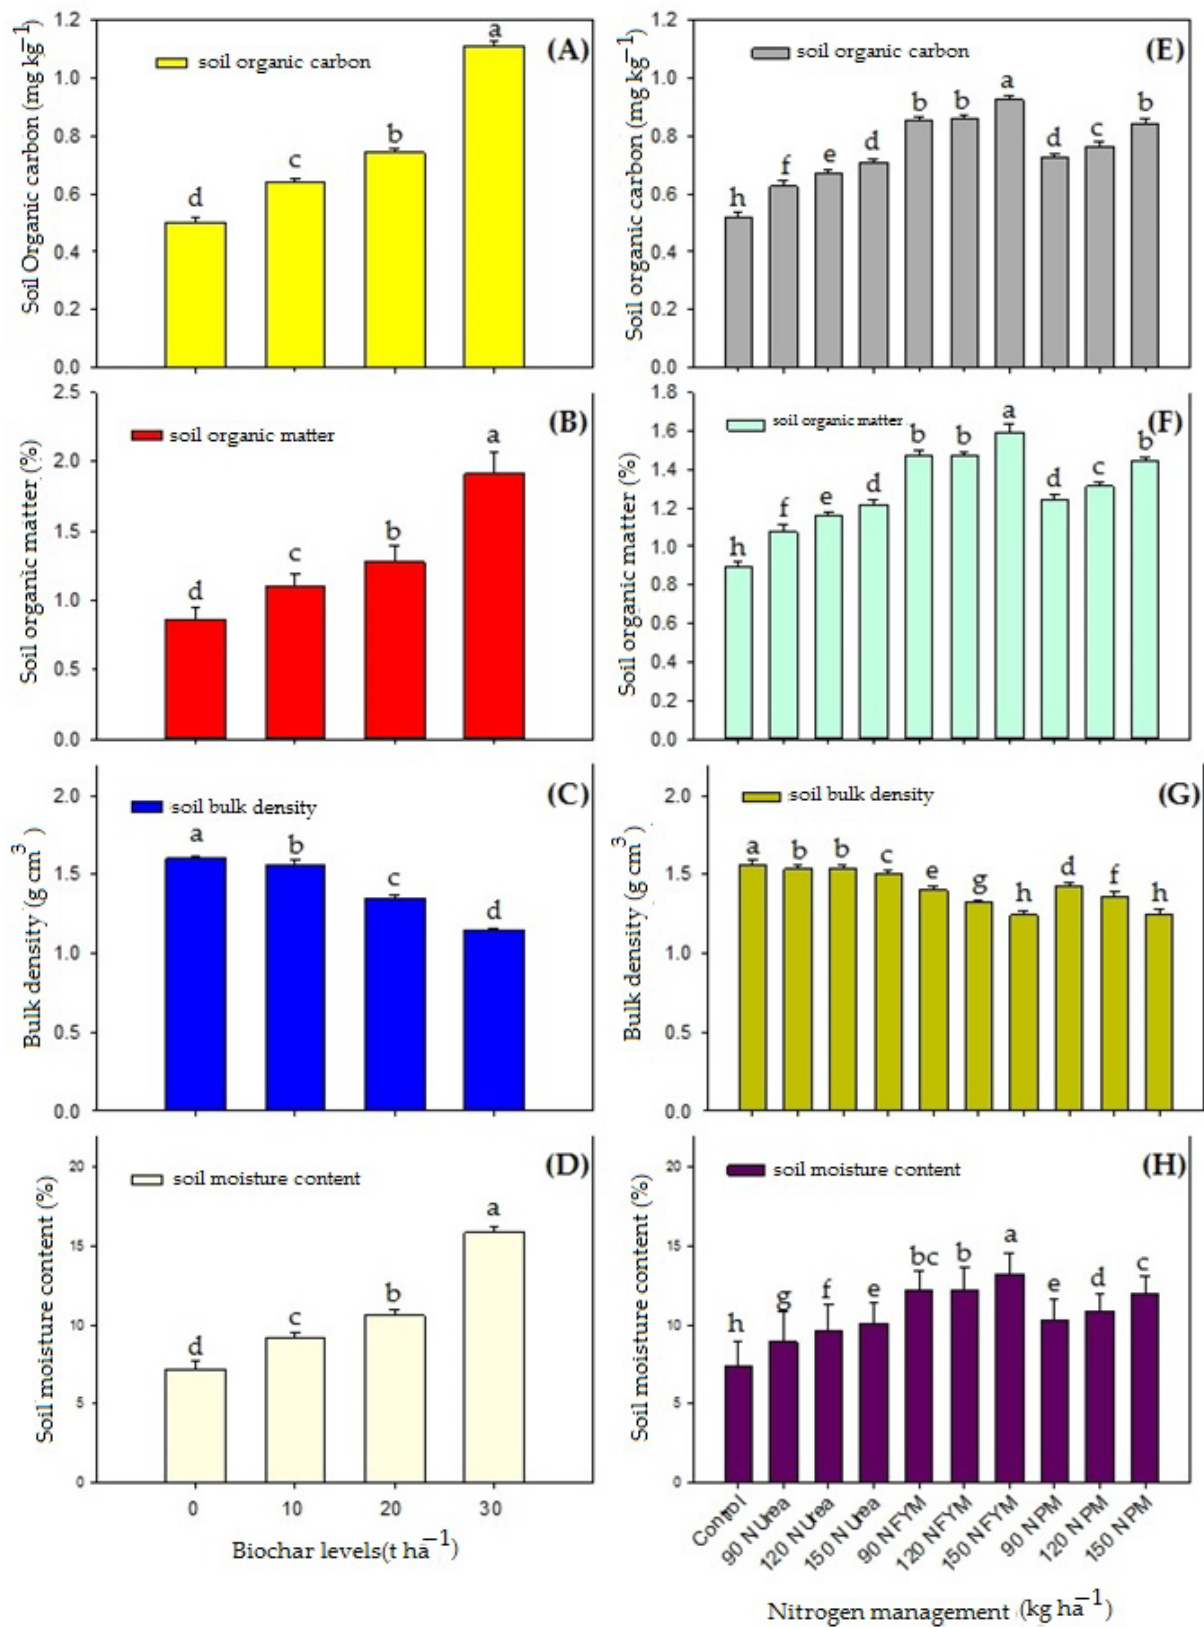 (A)
soil organic carbon
Soil Organic carbon (mg kg⁻¹)
1.2
1.0
0.8
0.6
0.4
0.2
0.0
d
c
b
a
(B)
soil organic matter
Soil organic matter (%)
2.5
2.0
1.5
1.0
0.5
0.0
d
c
b
a
(C)
soil bulk density
Bulk density (g cm³)
2.0
1.5
1.0
0.5
0.0
a
b
c
d
(D)
soil moisture content
Soil moisture content (%)
20
15
10
5
0
d
c
b
a
0 10 20 30
Biochar levels(t ha⁻¹)
(E)
soil organic carbon
Soil organic carbon (mg kg⁻¹)
1.2
1.0
0.8
0.6
0.4
0.2
0.0
h
f
e
d
b
b
a
d
c
b
(F)
soil organic matter
Soil organic matter (%)
1.8
1.6
1.4
1.2
1.0
0.8
0.6
0.4
0.2
0.0
h
f
e
d
b
b
a
d
c
b
(G)
soil bulk density
Bulk density (g cm³)
2.0
1.5
1.0
0.5
0.0
a
b
b
c
e
g
h
d
f
h
(H)
soil moisture content
Soil moisture content (%)
20
15
10
5
0
h
g
f
e
bc
b
a
e
d
c
Control
90 N Urea
120 N Urea
150 N Urea
90 N FYM
120 N FYM
150 N FYM
90 N PM
120 N PM
150 N PM
Nitrogen management (kg ha⁻¹)